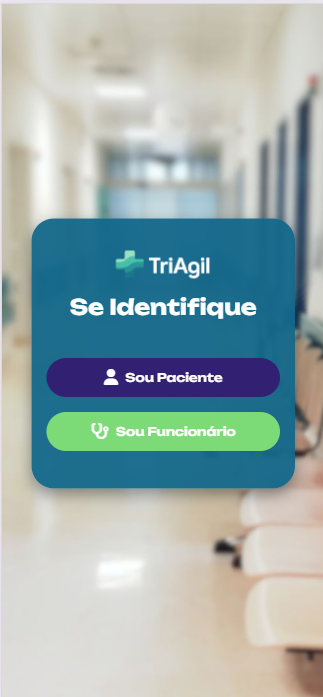 TriAgil
Se Identifique
Sou Paciente
Sou Funcionário